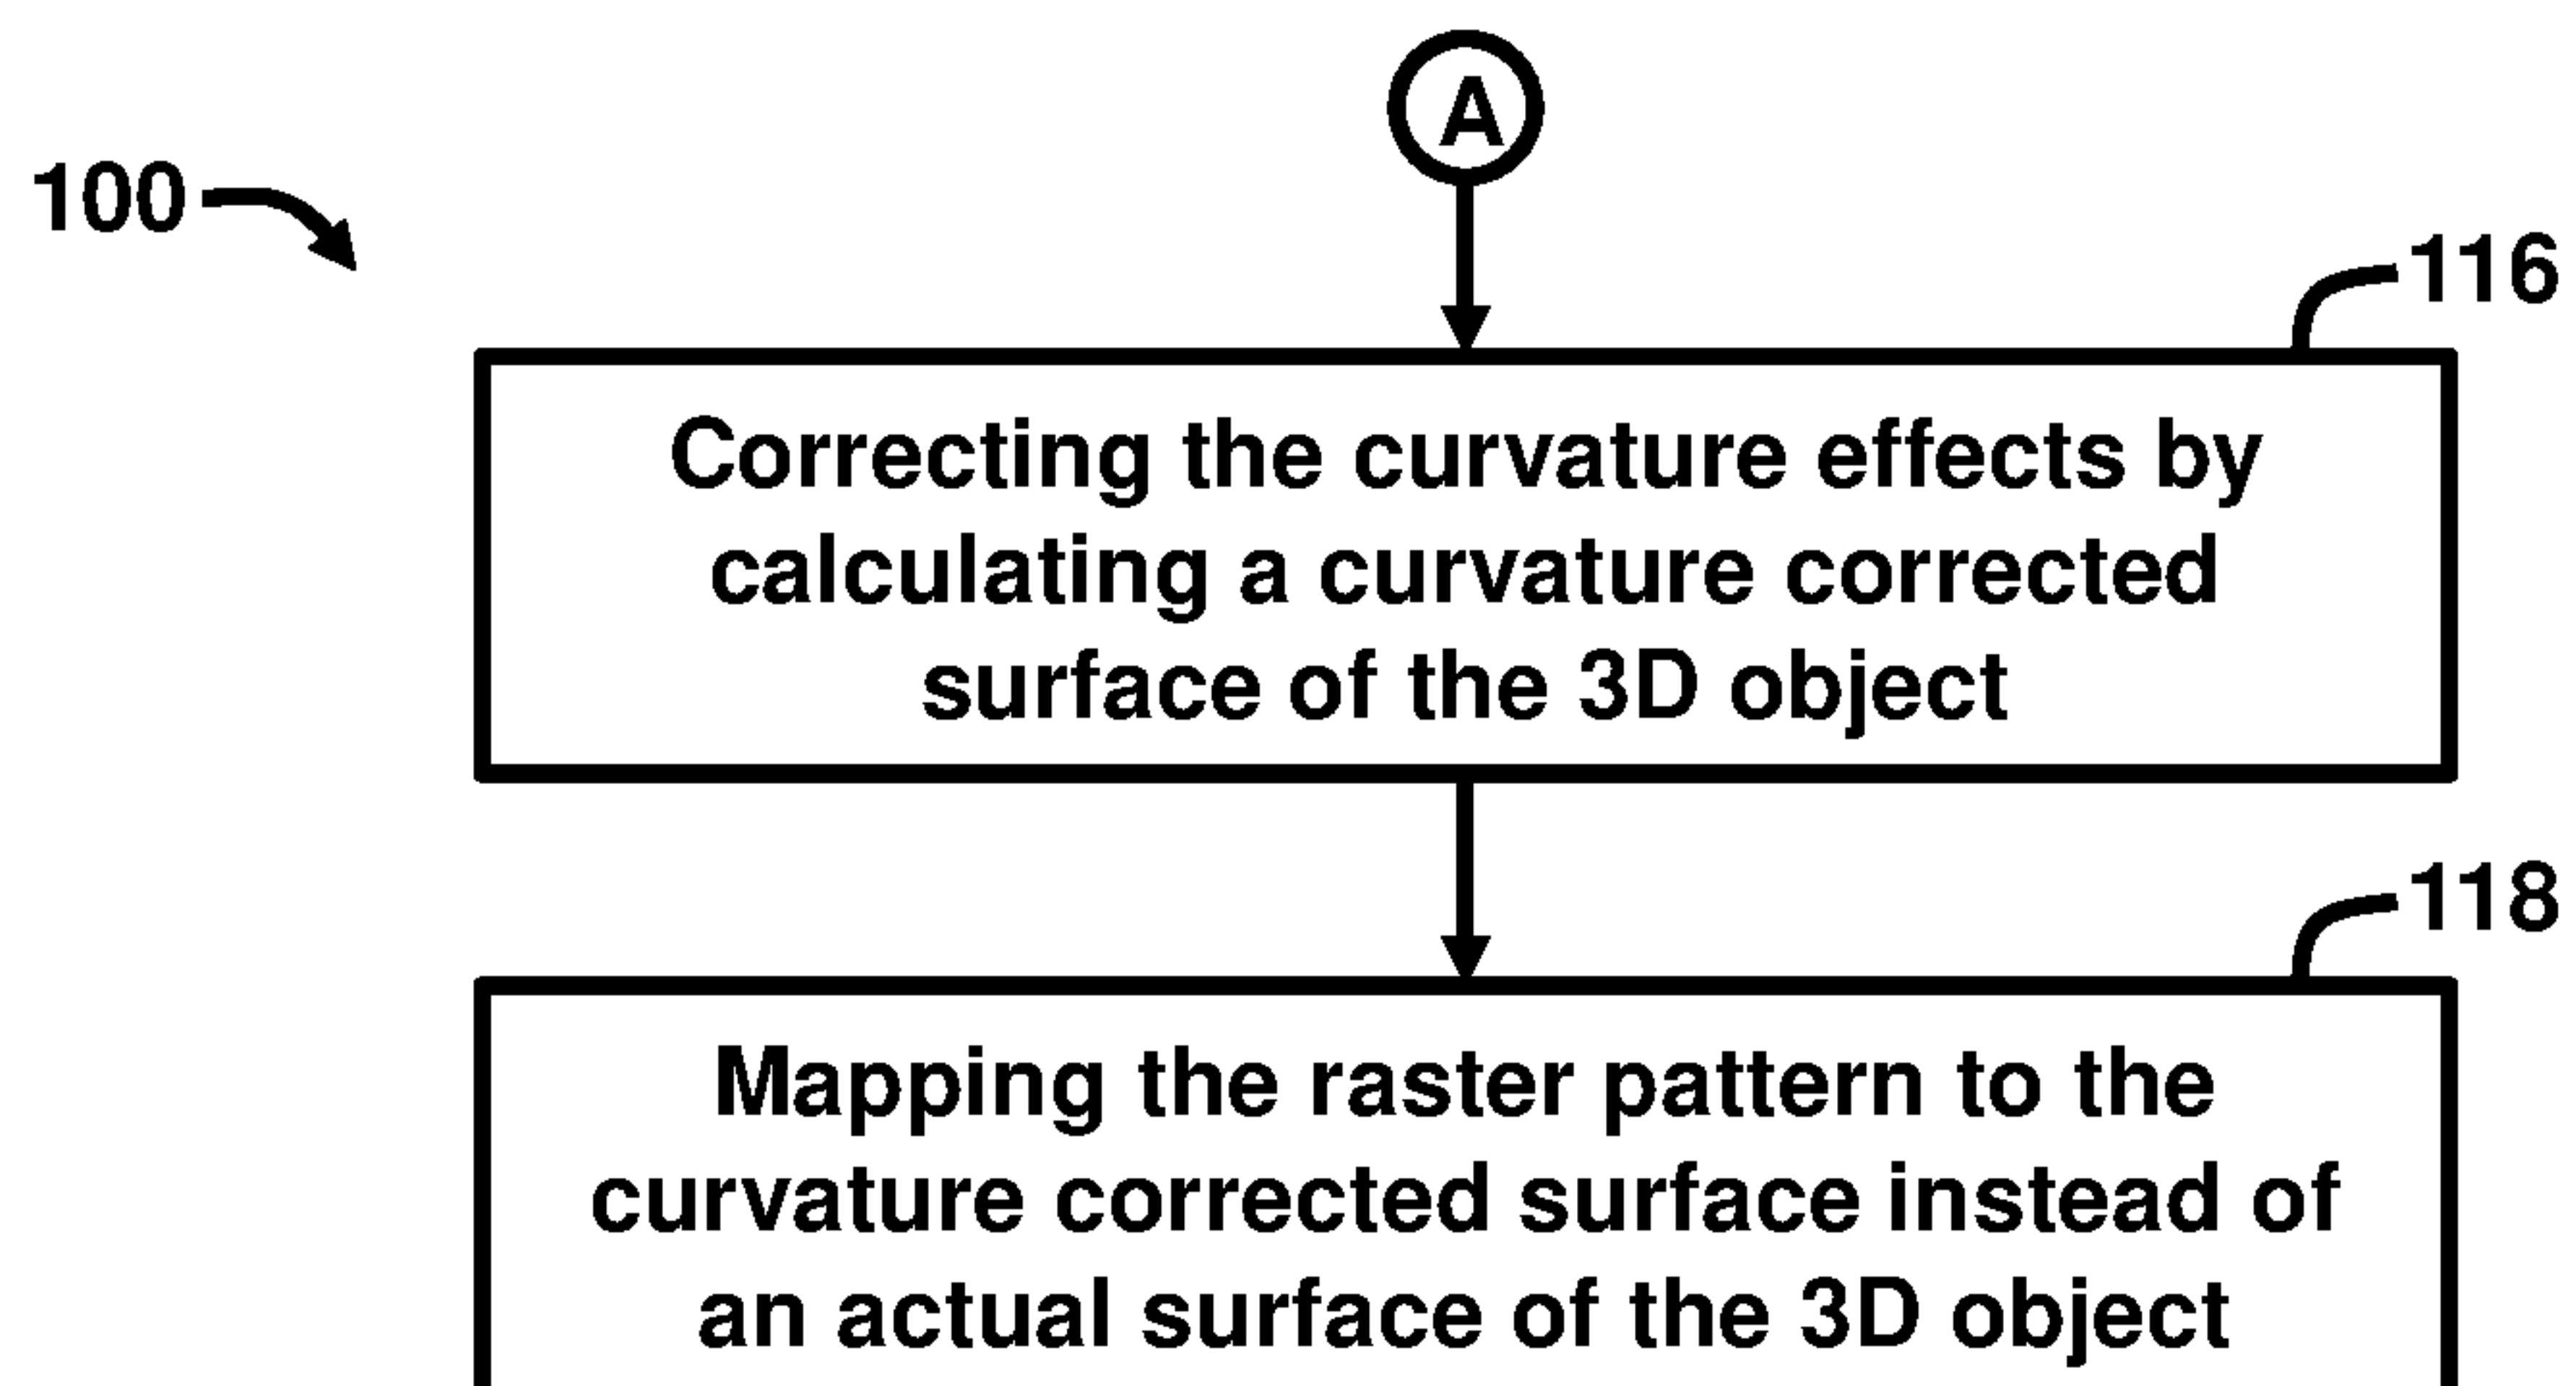 A
100
116
Correcting the curvature effects by
calculating a curvature corrected
surface of the 3D object
118
Mapping the raster pattern to the
curvature corrected surface instead of
an actual surface of the 3D object